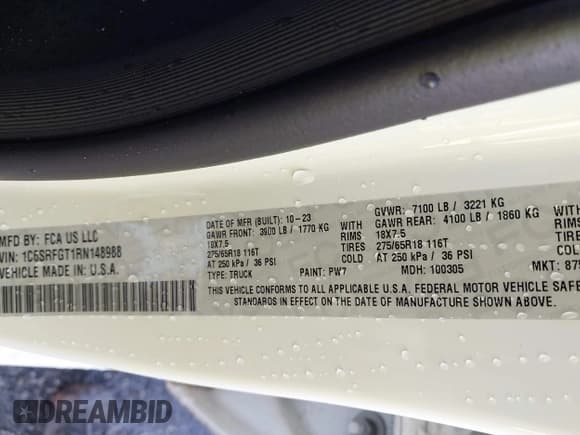 MFD BY: FCA US LLC
VIN: 1C6SRFGT1RN148988
VEHICLE MADE IN U.S.A.
DATE OF MFR (BUILT): 10-23
GAWR FRONT: 3900 LB / 1770 KG WITH
18X7.5 RIMS
275/65R18 116T TIRES
AT 250 kPa / 36 PSI COLD
GVWR: 7100 LB / 3221 KG
GAWR REAR: 4100 LB / 1860 KG WITH
18X7.5 RIMS
275/65R18 116T TIRES
AT 250 kPa / 36 PSI COLD
TYPE: TRUCK PAINT: PW7 MDH: 100305 MKT:
THIS VEHICLE CONFORMS TO ALL APPLICABLE U.S.A. FEDERAL MOTOR VEHICLE
STANDARDS IN EFFECT ON THE DATE OF MANUFACTURE SHOWN ABOVE.
DREAMBID